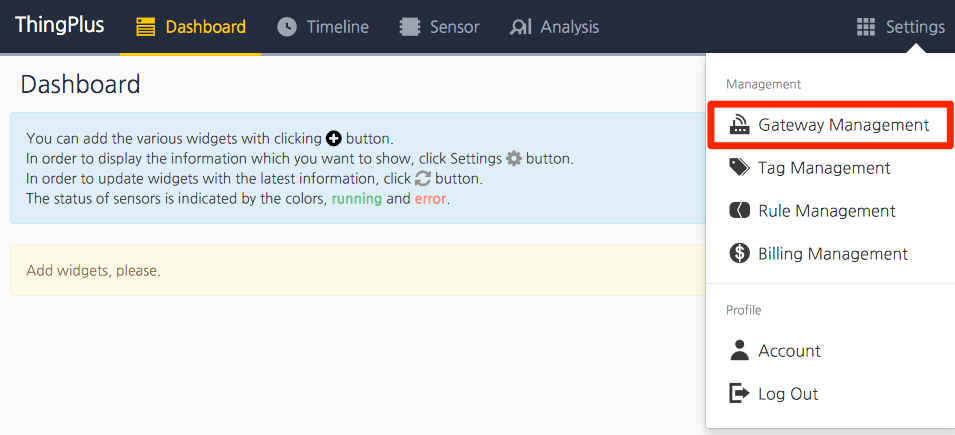 ThingPlus Dashboard Timeline Sensor Analysis Settings
Dashboard
You can add the various widgets with clicking button.
In order to display the information which you want to show, click Settings button.
In order to update widgets with the latest information, click button.
The status of sensors is indicated by the colors, running and error.
Add widgets, please.
Management
Gateway Management
Tag Management
Rule Management
Billing Management
Profile
Account
Log Out